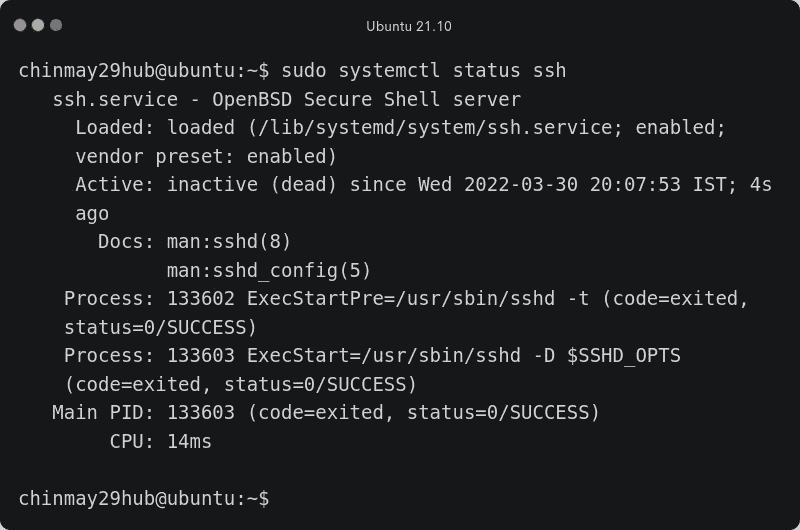 Ubuntu 21.10
chinmay29hub@ubuntu:~$ sudo systemctl status ssh
ssh.service - OpenBSD Secure Shell server
Loaded: loaded (/lib/systemd/system/ssh.service; enabled;
vendor preset: enabled)
Active: inactive (dead) since Wed 2022-03-30 20:07:53 IST; 4s
ago
Docs: man:sshd(8)
man:sshd_config(5)
Process: 133602 ExecStartPre=/usr/sbin/sshd -t (code=exited,
status=0/SUCCESS)
Process: 133603 ExecStart=/usr/sbin/sshd -D $SSHD_OPTS
(code=exited, status=0/SUCCESS)
Main PID: 133603 (code=exited, status=0/SUCCESS)
CPU: 14ms
chinmay29hub@ubuntu:~$